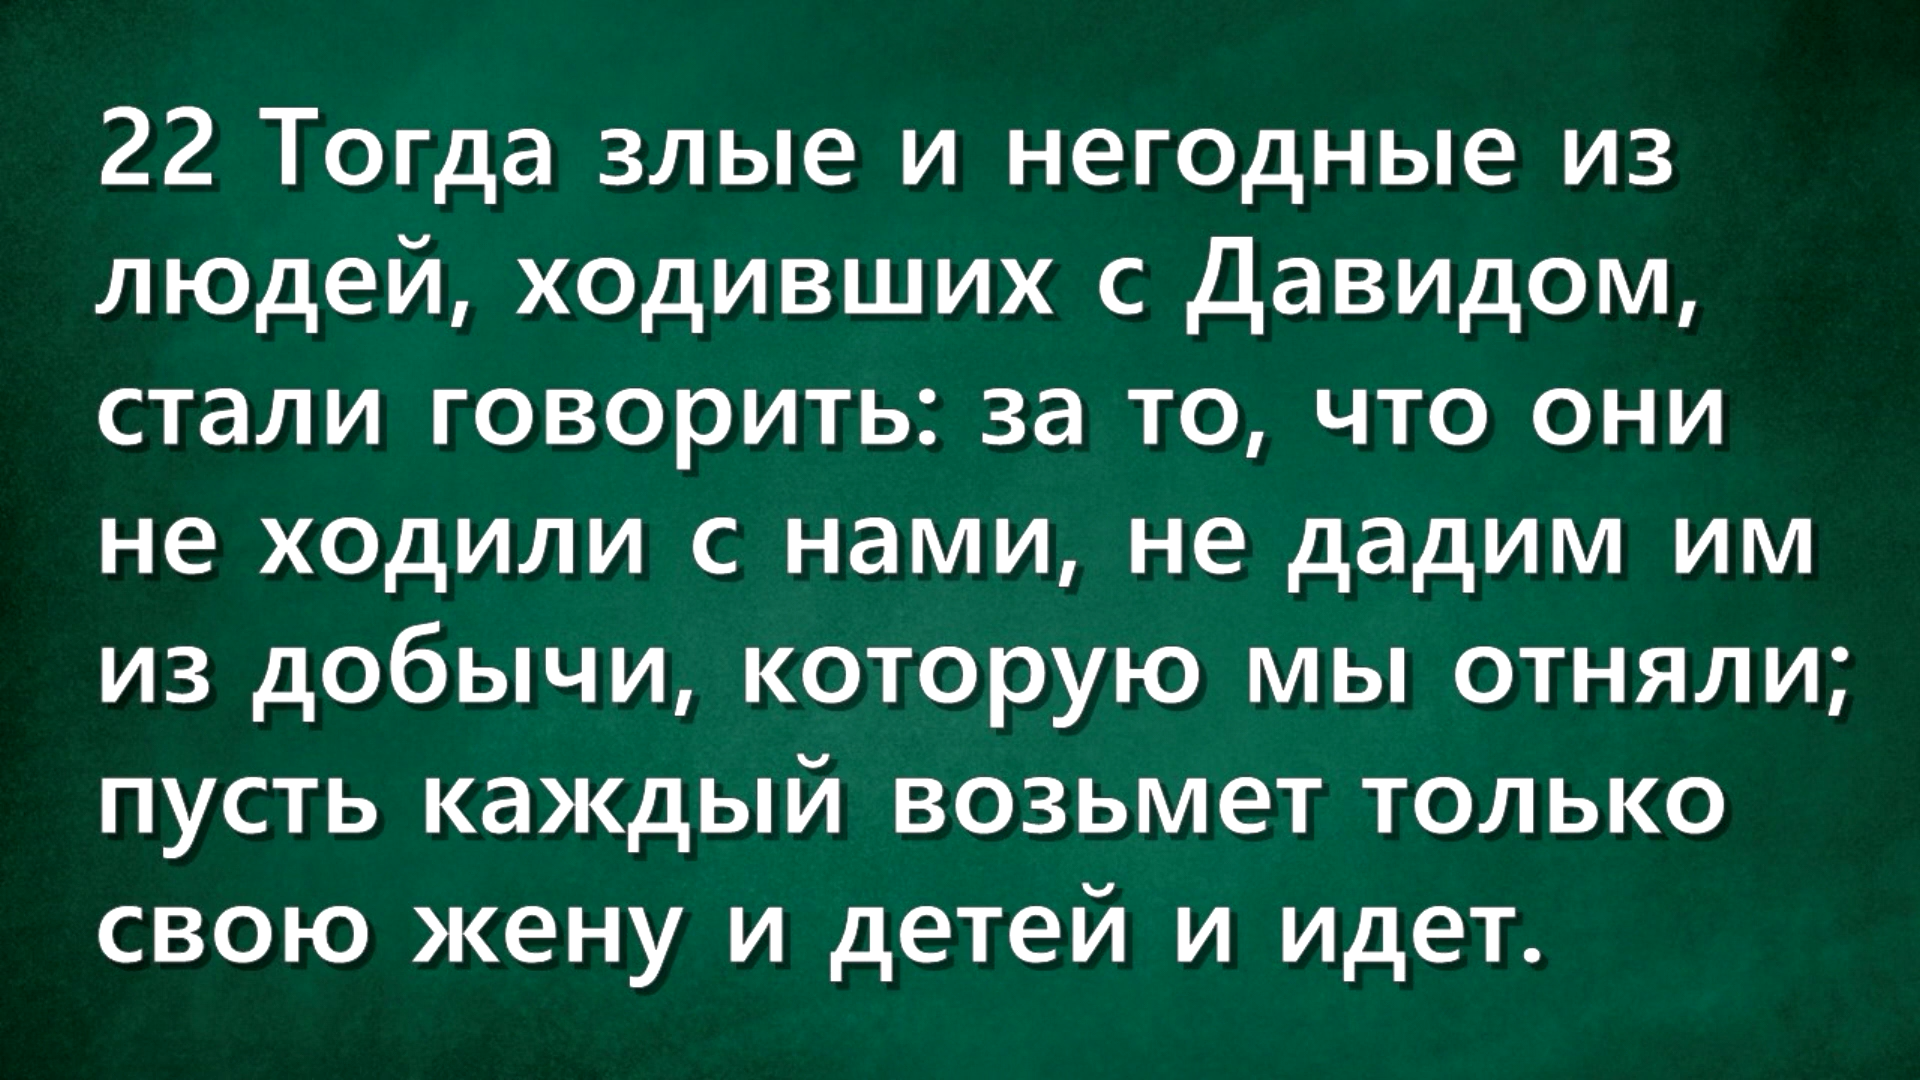 22 Тогда злые и негодные из
людей, ходивших с Давидом,
стали говорить: за то, что они
не ходили с нами, не дадим им
из добычи, которую мы отняли;
пусть каждый возьмет только
свою жену и детей и идет.